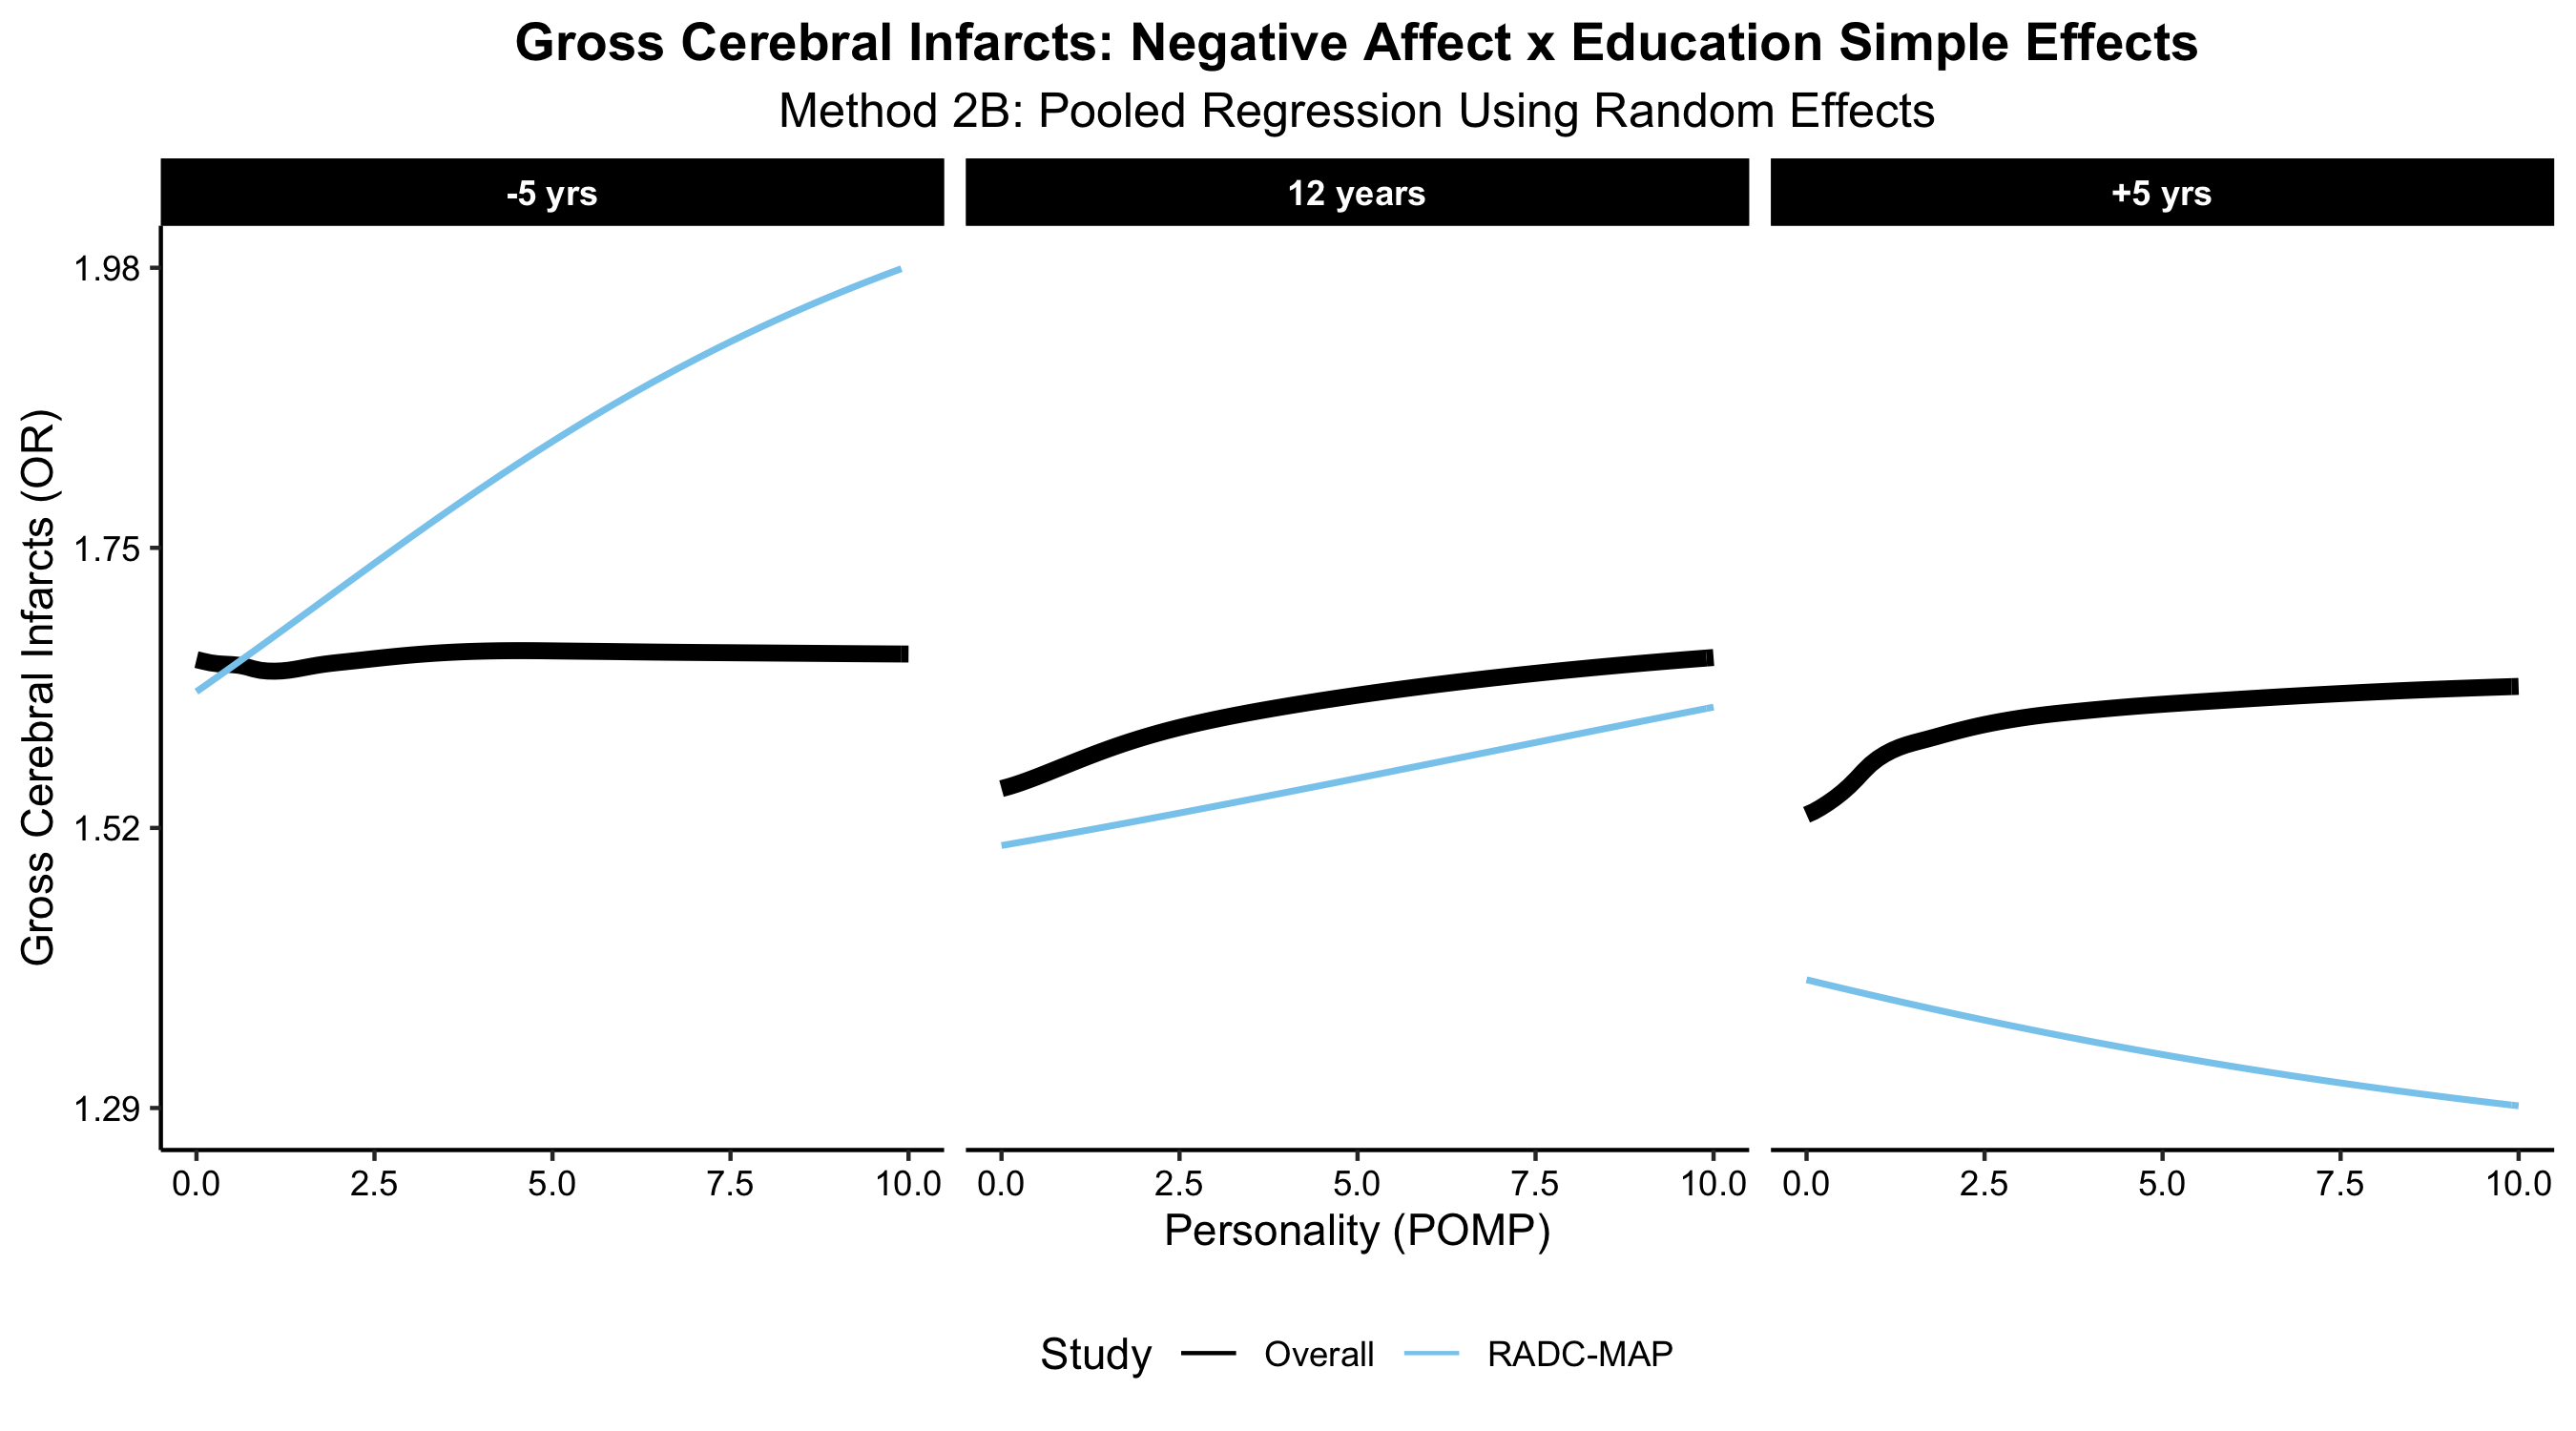 Gross Cerebral Infarcts: Negative Affect x Education Simple Effects
Method 2B: Pooled Regression Using Random Effects
-5 yrs
12 years
+5 yrs
Gross Cerebral Infarcts (OR)
1.98
1.75
1.52
1.29
0.0 2.5 5.0 7.5 10.0
0.0 2.5 5.0 7.5 10.0
0.0 2.5 5.0 7.5 10.0
Personality (POMP)
Study Overall RADC-MAP